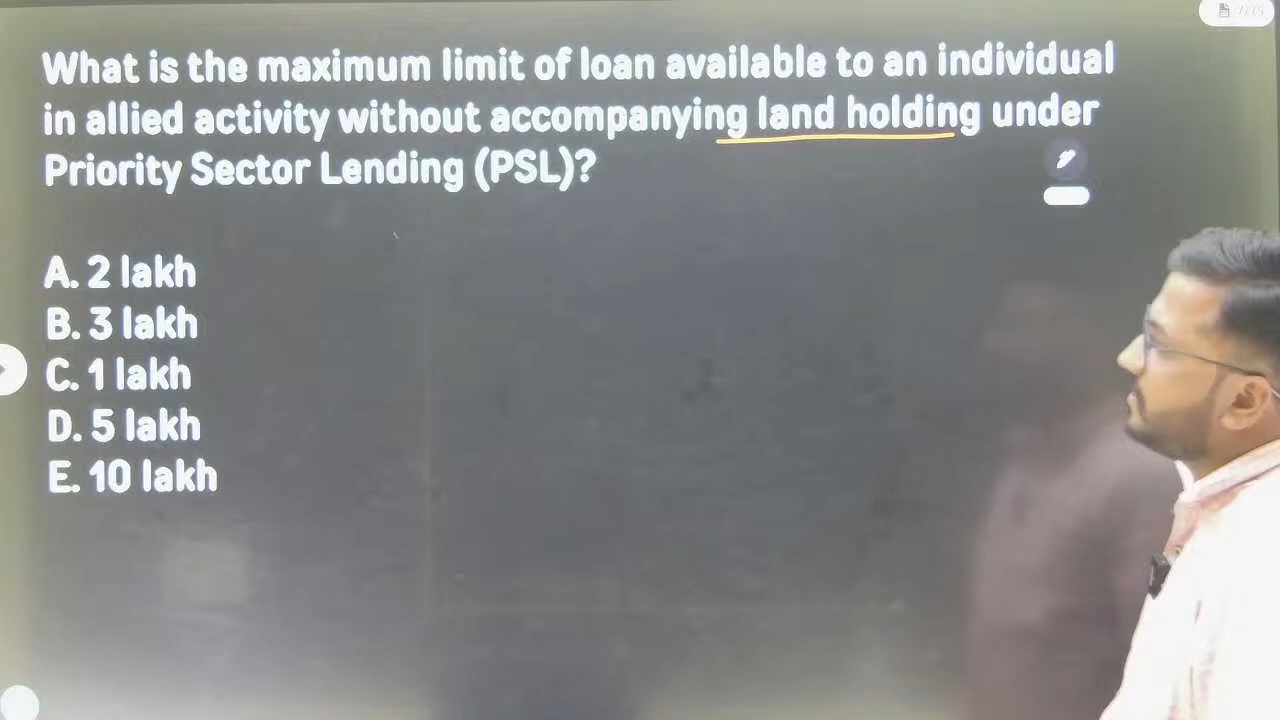 What is the maximum limit of loan available to an individual
in allied activity without accompanying land holding under
Priority Sector Lending (PSL)?
A. 2 lakh
B. 3 lakh
C. 1 lakh
D. 5 lakh
E. 10 lakh